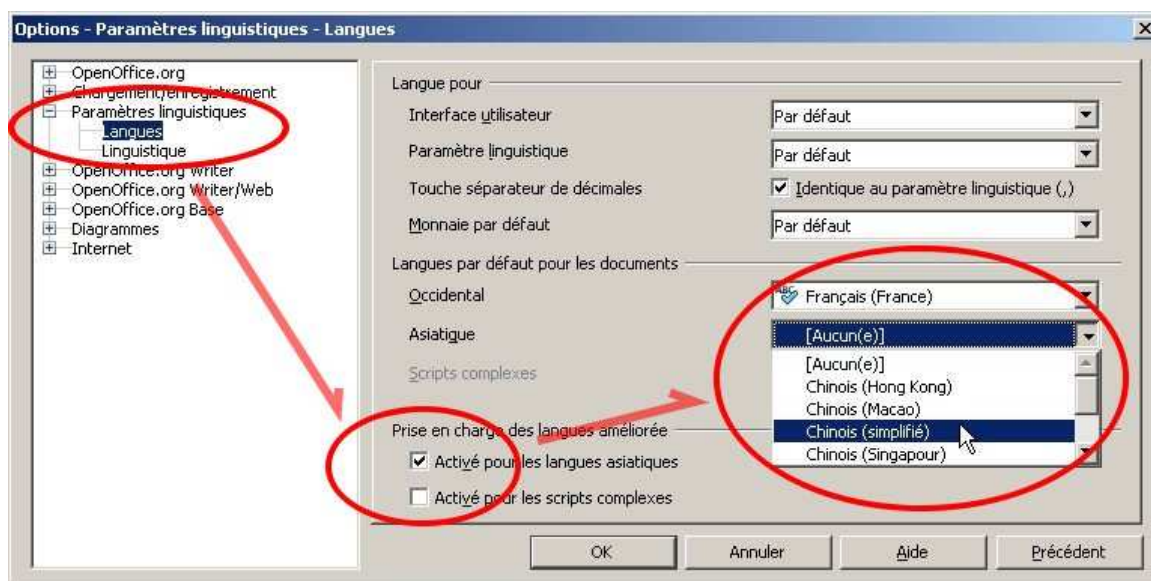 Options - Paramètres linguistiques - Langues
OpenOffice.org
Chargement/enregistrement
Paramètres linguistiques
Langues
Linguistique
OpenOffice.org Writer
OpenOffice.org Writer/Web
OpenOffice.org Base
Diagrammes
Internet
Langue pour
Interface utilisateur
Par défaut
Paramètre linguistique
Par défaut
Touche séparateur de décimales
Identique au paramètre linguistique (,)
Monnaie par défaut
Par défaut
Langues par défaut pour les documents
Occidental
ABC Français (France)
Asiatique
[Aucun(e)]
[Aucun(e)]
Chinois (Hong Kong)
Chinois (Macao)
Chinois (simplifié)
Chinois (Singapour)
Scripts complexes
Prise en charge des langues améliorée
Activé pour les langues asiatiques
Activé pour les scripts complexes
OK
Annuler
Aide
Précédent